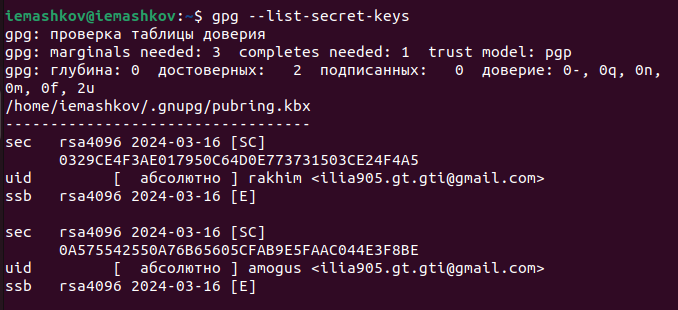 iemashkov@iemashkov:~$ gpg --list-secret-keys
gpg: проверка таблицы доверия
gpg: marginals needed: 3  completes needed: 1  trust model: pgp
gpg: глубина: 0  достоверных:   2  подписанных:   0  доверие: 0-, 0q, 0n,
0m, 0f, 2u
/home/iemashkov/.gnupg/pubring.kbx
----------------------------------
sec   rsa4096 2024-03-16 [SC]
      0329CE4F3AE017950C64D0E773731503CE24F4A5
uid         [  абсолютно ] rakhim <ilia905.gt.gti@gmail.com>
ssb   rsa4096 2024-03-16 [E]

sec   rsa4096 2024-03-16 [SC]
      0A575542550A76B65605CFAB9E5FAAC044E3F8BE
uid         [  абсолютно ] amogus <ilia905.gt.gti@gmail.com>
ssb   rsa4096 2024-03-16 [E]